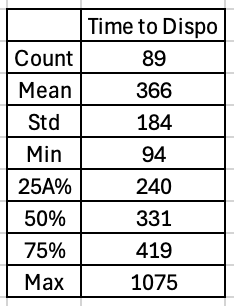 Time to Dispo
Count 89
Mean 366
Std 184
Min 94
25A% 240
50% 331
75% 419
Max 1075